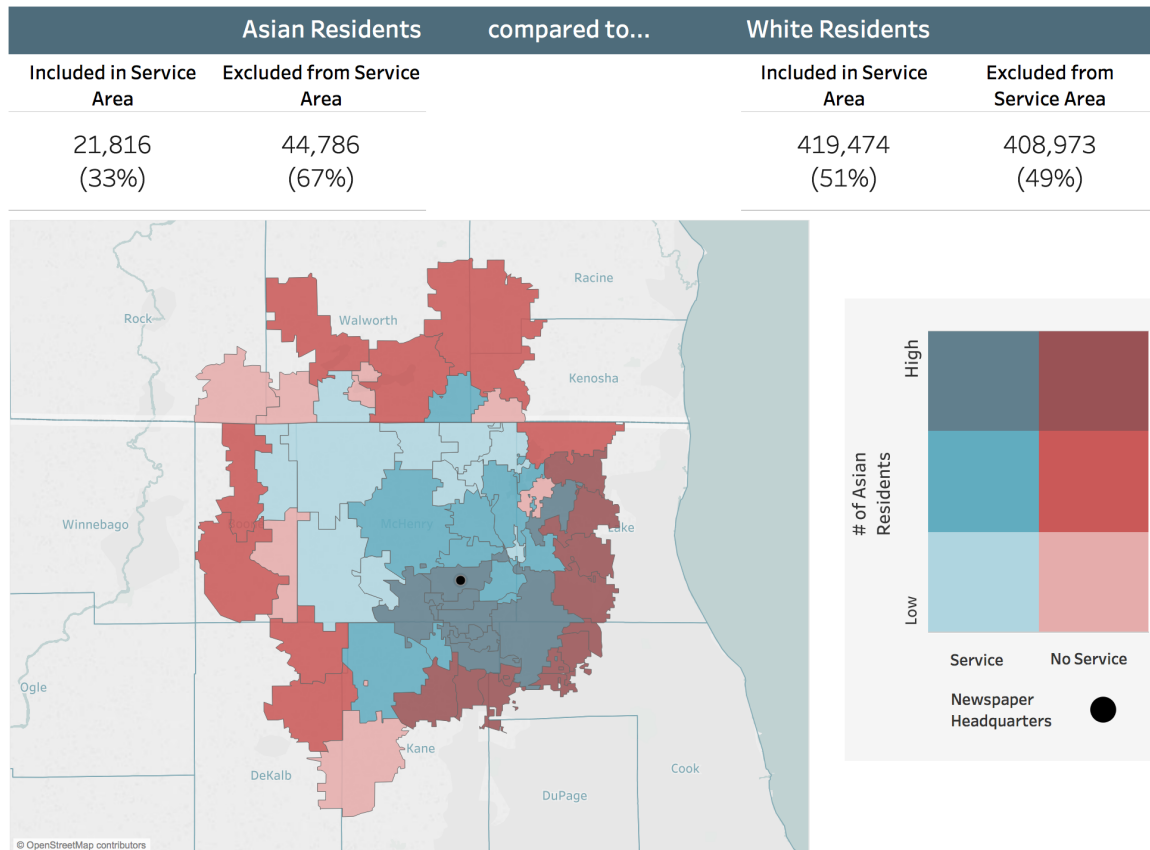 Asian Residents compared to... White Residents
Included in Service Area
Excluded from Service Area
Included in Service Area
Excluded from Service Area
21,816 (33%)
44,786 (67%)
419,474 (51%)
408,973 (49%)
Racine
Rock
Walworth
Kenosha
Winnebago
McHenry
Lake
Ogle
Kane
DeKalb
Cook
DuPage
© OpenStreetMap contributors
High
# of Asian Residents
Low
Service
No Service
Newspaper Headquarters